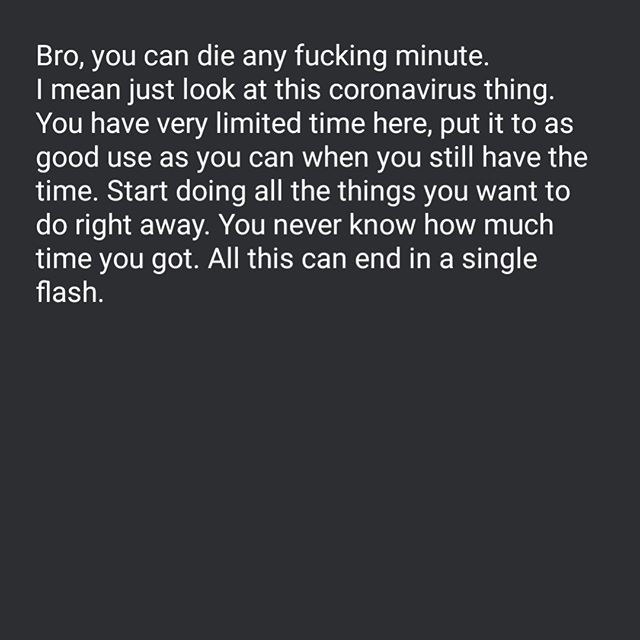 Bro, you can die any fucking minute.
I mean just look at this coronavirus thing.
You have very limited time here, put it to as
good use as you can when you still have the
time. Start doing all the things you want to
do right away. You never know how much
time you got. All this can end in a single
flash.